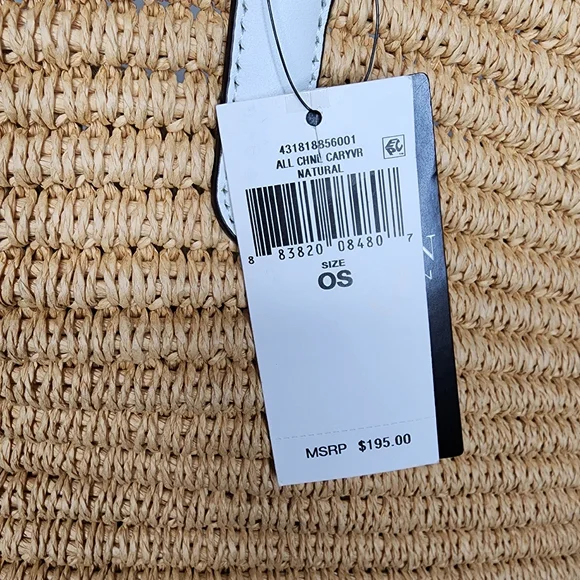 431818856001
ALL CHNL CARYVR
NATURAL
8 83820 08480 7
SIZE
OS
MSRP $195.00